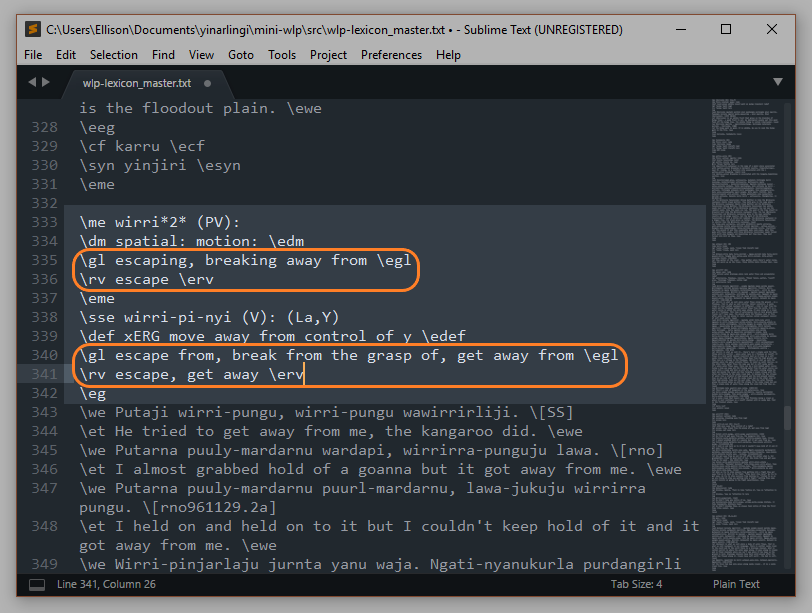 C:\Users\Ellison\Documents\yinarlingi\mini-wlp\src\wlp-lexicon_master.txt • - Sublime Text (UNREGISTERED)
File Edit Selection Find View Goto Tools Project Preferences Help
wlp-lexicon_master.txt
is the floodout plain. \ewe
328 \eeg
329 \cf karru \ecf
330 \syn yinjiri \esyn
331 \eme
332
333 \me wirri*2* (PV):
334 \dm spatial: motion: \edm
335 \gl escaping, breaking away from \egl
336 \rv escape \erv
337 \eme
338 \sse wirri-pi-nyi (V): (La,Y)
339 \def xERG move away from control of y \edef
340 \gl escape from, break from the grasp of, get away from \egl
341 \rv escape, get away \erv
342 \eg
343 \we Putaji wirri-pungu, wirri-pungu wawirrirliji. \[SS]
344 \et He tried to get away from me, the kangaroo did. \ewe
345 \we Putarna puuly-mardarnu wardapi, wirrirra-punguju lawa. \[rno]
346 \et I almost grabbed hold of a goanna but it got away from me. \ewe
347 \we Putarna puuly-mardarnu puurl-mardarnu, lawa-jukuju wirrirra
pungu. \[rno961129.2a]
348 \et I held on and held on to it but I couldn't keep hold of it and it
got away from me. \ewe
349 \we Wirri-pinjarlaju jurnta yanu waja. Ngati-nyanukurla purdangirli
Line 341, Column 26 Tab Size: 4 Plain Text